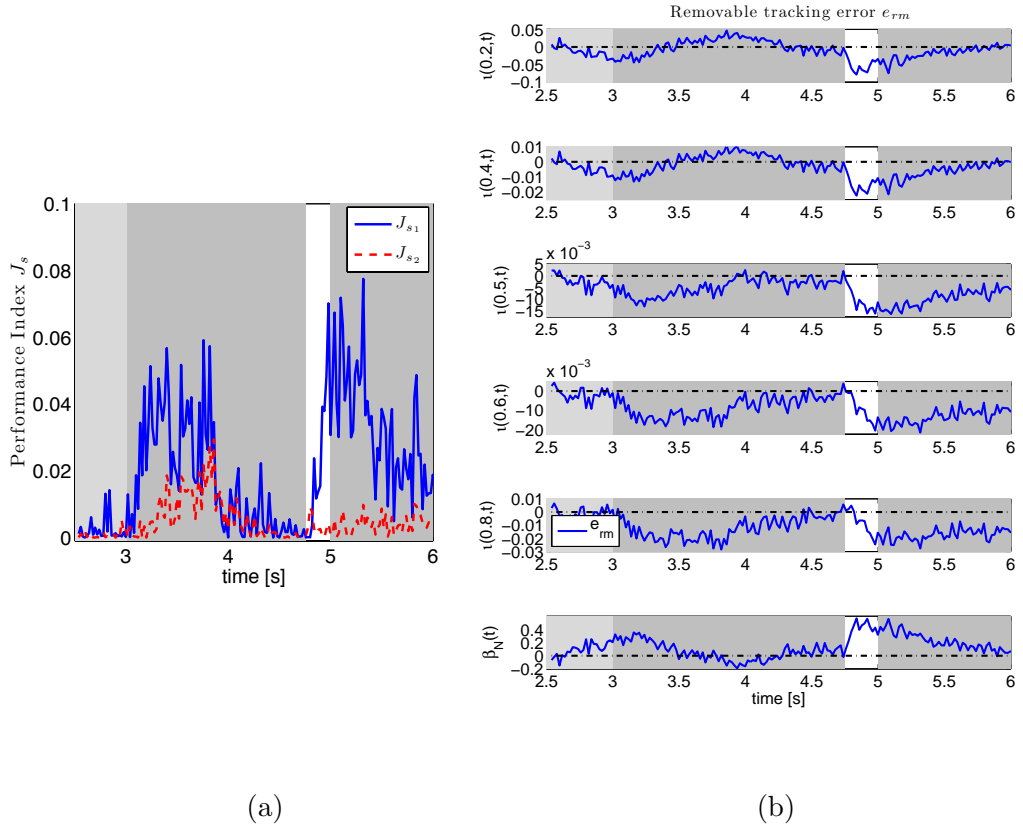 Performance Index J_s
0.1
0.08
0.06
0.04
0.02
0
J_{s_1}
J_{s_2}
3
4
5
6
time [s]
(a)
Removable tracking error e_{rm}
ι(0.2,t)
0.05
0
−0.05
−0.1
2.5 3 3.5 4 4.5 5 5.5 6
ι(0.4,t)
0.01
0
−0.01
−0.02
2.5 3 3.5 4 4.5 5 5.5 6
x 10^{−3}
ι(0.5,t)
5
0
−5
−10
−15
2.5 3 3.5 4 4.5 5 5.5 6
x 10^{−3}
ι(0.6,t)
0
−10
−20
2.5 3 3.5 4 4.5 5 5.5 6
ι(0.8,t)
0.01
0
−0.01
−0.02
−0.03
e_{rm}
2.5 3 3.5 4 4.5 5 5.5 6
β_N(t)
0.4
0.2
0
−0.2
2.5 3 3.5 4 4.5 5 5.5 6
time [s]
(b)